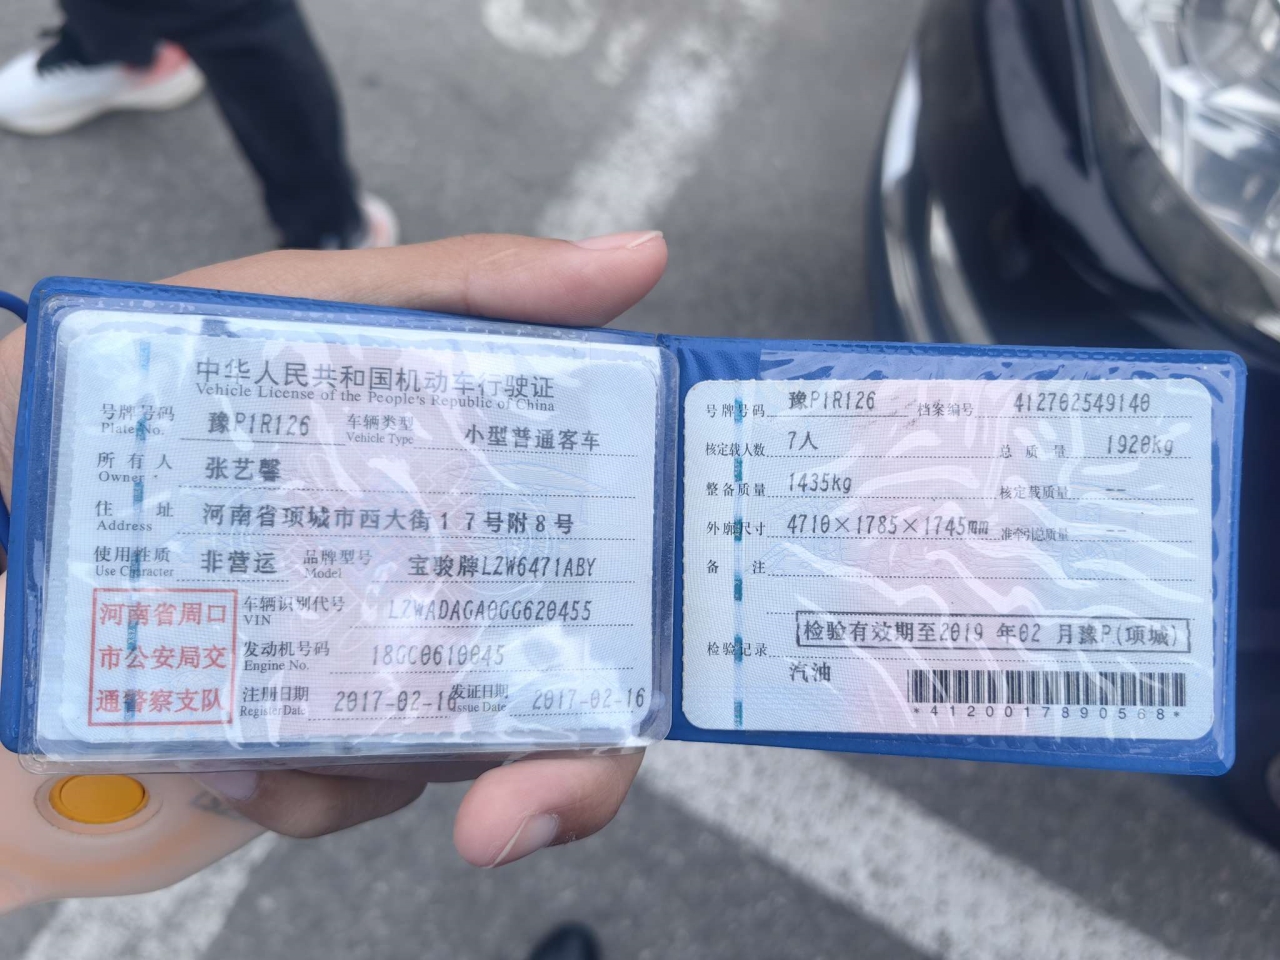 中华人民共和国机动车行驶证
Vehicle License of the People's Republic of China
号牌号码 豫P1R126 车辆类型 小型普通客车
Plate No. Vehicle Type
所有人 张艺馨
Owner
住址 河南省项城市西大街17号附8号
Address
使用性质 非营运 品牌型号 宝骏牌LZW6471ABY
Use Character Model
河南省周口
市公安局交
通警察支队
车辆识别代号 LZWADAGA0GG620455
VIN
发动机号码 18GC0610045
Engine No.
注册日期 2017-02-16 发证日期 2017-02-16
Register Date Issue Date
号牌号码 豫P1R126 档案编号 412702549140
核定载人数 7人 总质量 1920kg
整备质量 1435kg 核定载质量 --
外廓尺寸 4710×1785×1745mm 准牵引总质量 --
备注
检验有效期至2019年02月豫P(项城)
检验记录
汽油
*4120017890568*